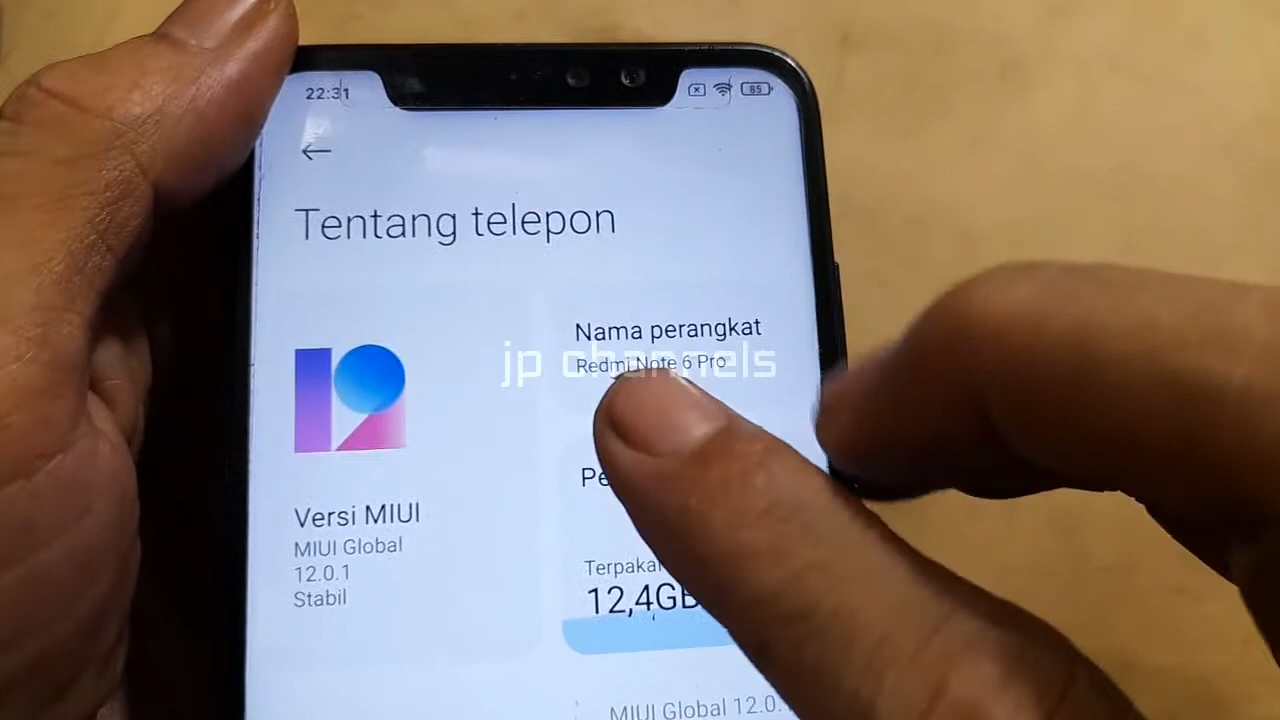 22:31
85
Tentang telepon
Nama perangkat
Redmi Note 6 Pro
jp channels
Versi MIUI
MIUI Global
12.0.1
Stabil
Terpakai
12,4GB
MIUI Global 12.0.